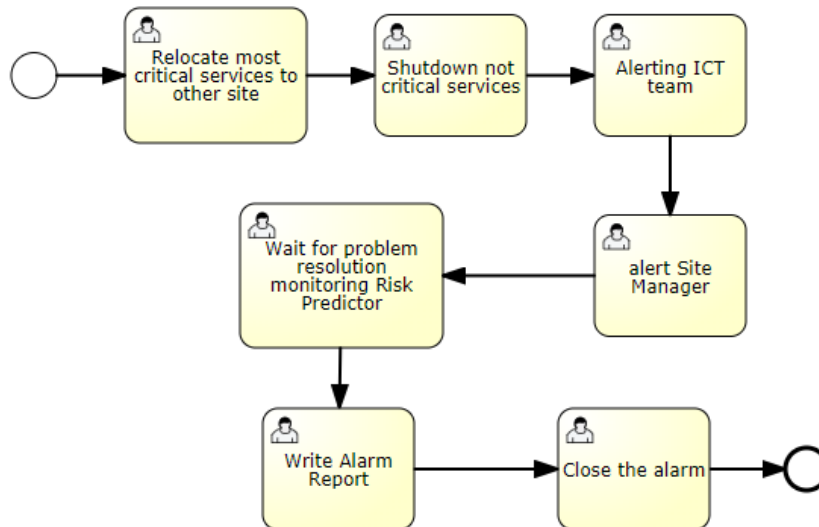 Relocate most
critical services to
other site
Shutdown not
critical services
Alerting ICT
team
alert Site
Manager
Wait for problem
resolution
monitoring Risk
Predictor
Write Alarm
Report
Close the alarm